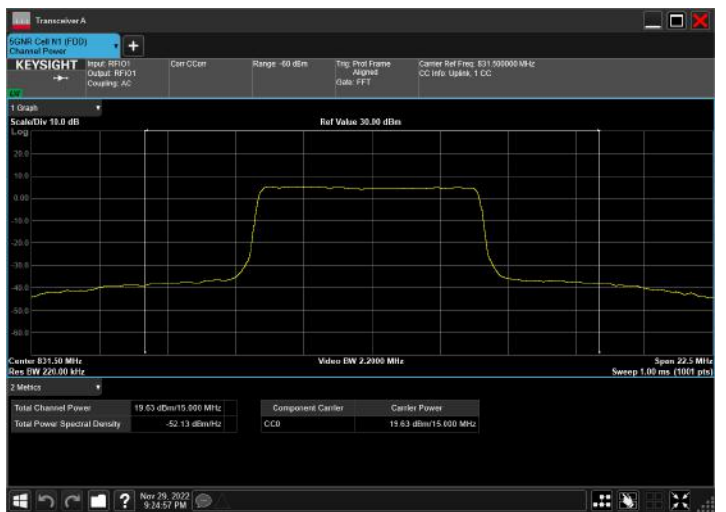 Transceiver A
5GNR Cell N1 (FDD)
Channel Power
KEYSIGHT Input: RFIO1 Corr CCorr Range -60 dBm Trig: Prot Frame Carrier Ref Freq: 831.500000 MHz
Output: RFIO1 Aligned CC Info: Uplink, 1 CC
Coupling: AC Gate: FFT
1 Graph
Scale/Div 10.0 dB Ref Value 30.00 dBm
Log
20.0
10.0
0.00
-10.0
-20.0
-30.0
-40.0
-50.0
-60.0
Center 831.50 MHz Video BW 2.2000 MHz Span 22.5 MHz
Res BW 220.00 kHz Sweep 1.00 ms (1001 pts)
2 Metrics
Total Channel Power 19.63 dBm/15.000 MHz Component Carrier Carrier Power
Total Power Spectral Density -52.13 dBm/Hz CC0 19.63 dBm/15.000 MHz
Nov 29, 2022
9:24:57 PM